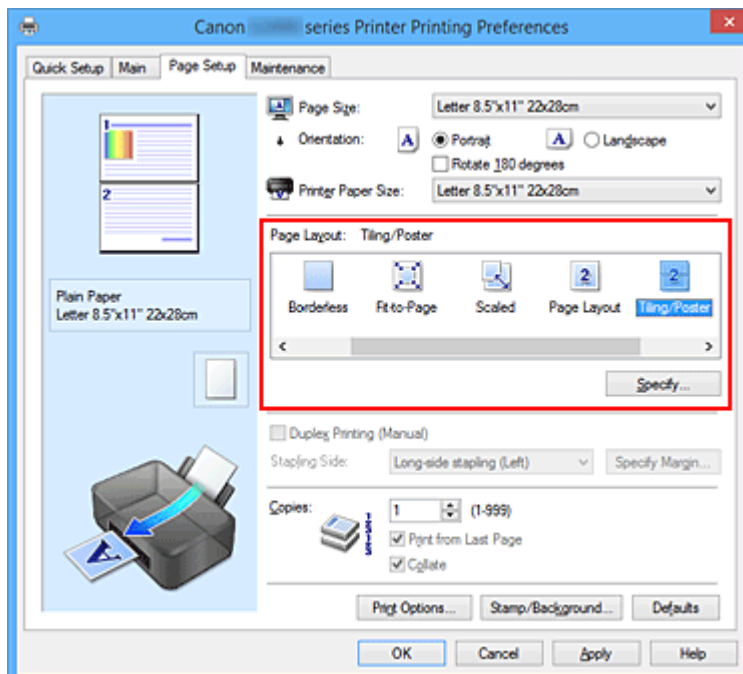 Canon series Printer Printing Preferences
Quick Setup Main Page Setup Maintenance
1
2
Plain Paper
Letter 8.5"x11" 22x28cm
Page Size: Letter 8.5"x11" 22x28cm
Orientation: A Portrait A Landscape
Rotate 180 degrees
Printer Paper Size: Letter 8.5"x11" 22x28cm
Page Layout: Tiling/Poster
2 2
Borderless Fit-to-Page Scaled Page Layout Tiling/Poster
Specify...
Duplex Printing (Manual)
Stapling Side: Long-side stapling (Left) Specify Margin...
Copies: 1 (1-999)
Print from Last Page
Collate
A
Print Options... Stamp/Background... Defaults
OK Cancel Apply Help